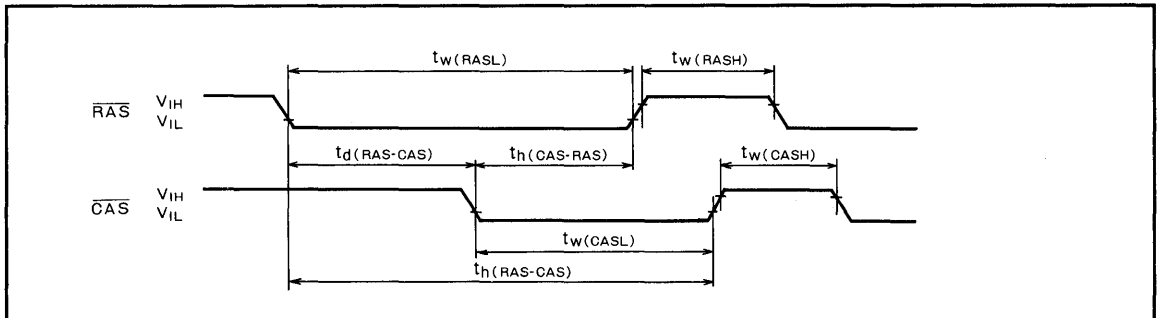 tw(RASL) tw(RASH)
RAS VIH
VIL
td(RAS-CAS) th(CAS-RAS) tw(CASH)
CAS VIH
VIL
tw(CASL)
th(RAS-CAS)